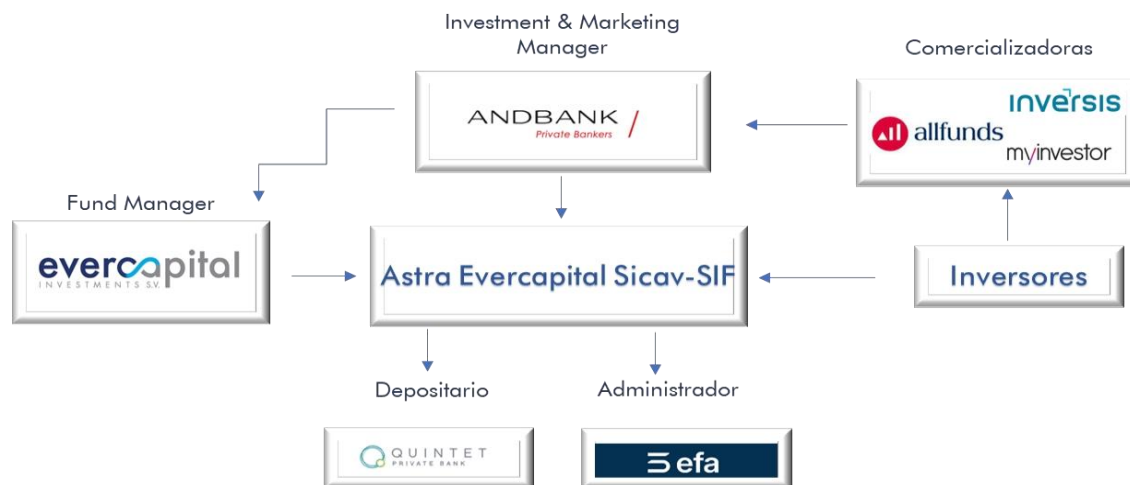 Investment & Marketing
Manager
ANDBANK
Private Bankers
Comercializadoras
inversis
allfunds
myinvestor
Fund Manager
evercapital
INVESTMENTS S.V.
Astra Evercapital Sicav-SIF
Inversores
Depositario
Administrador
QUINTET
PRIVATE BANK
efa